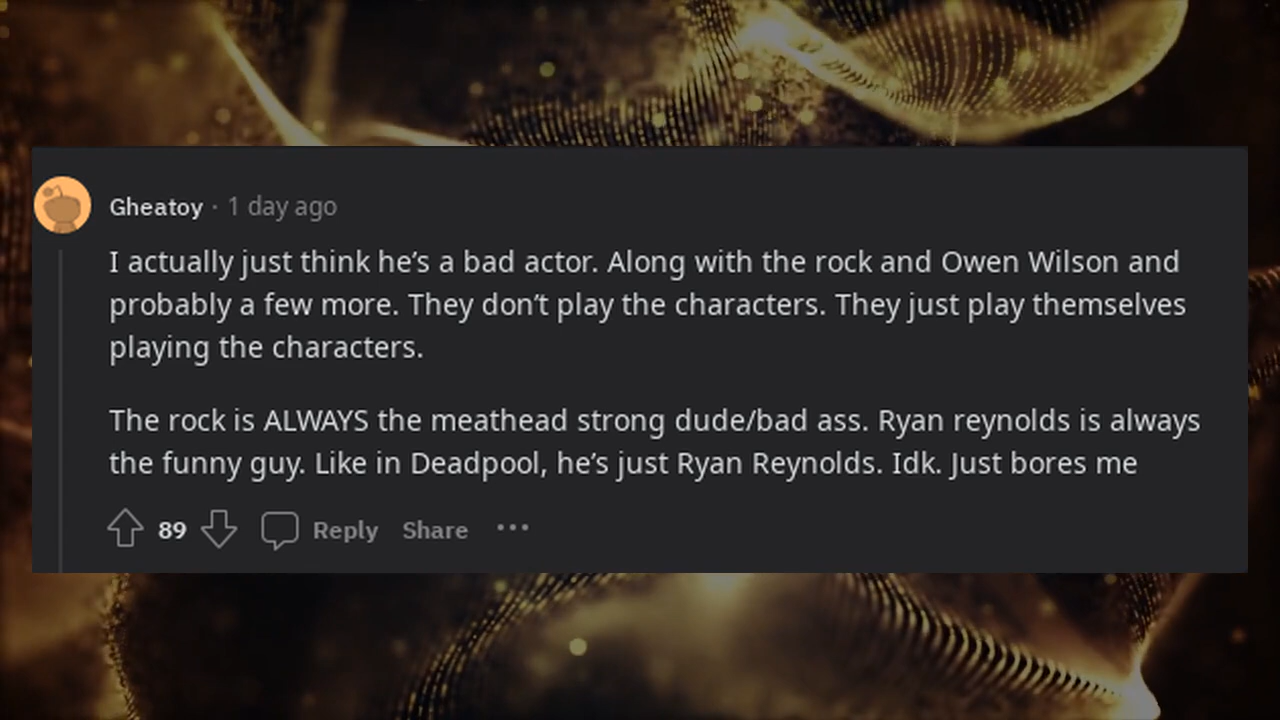 Gheatoy · 1 day ago
I actually just think he’s a bad actor. Along with the rock and Owen Wilson and
probably a few more. They don’t play the characters. They just play themselves
playing the characters.
The rock is ALWAYS the meathead strong dude/bad ass. Ryan reynolds is always
the funny guy. Like in Deadpool, he’s just Ryan Reynolds. Idk. Just bores me
89 Reply Share •••